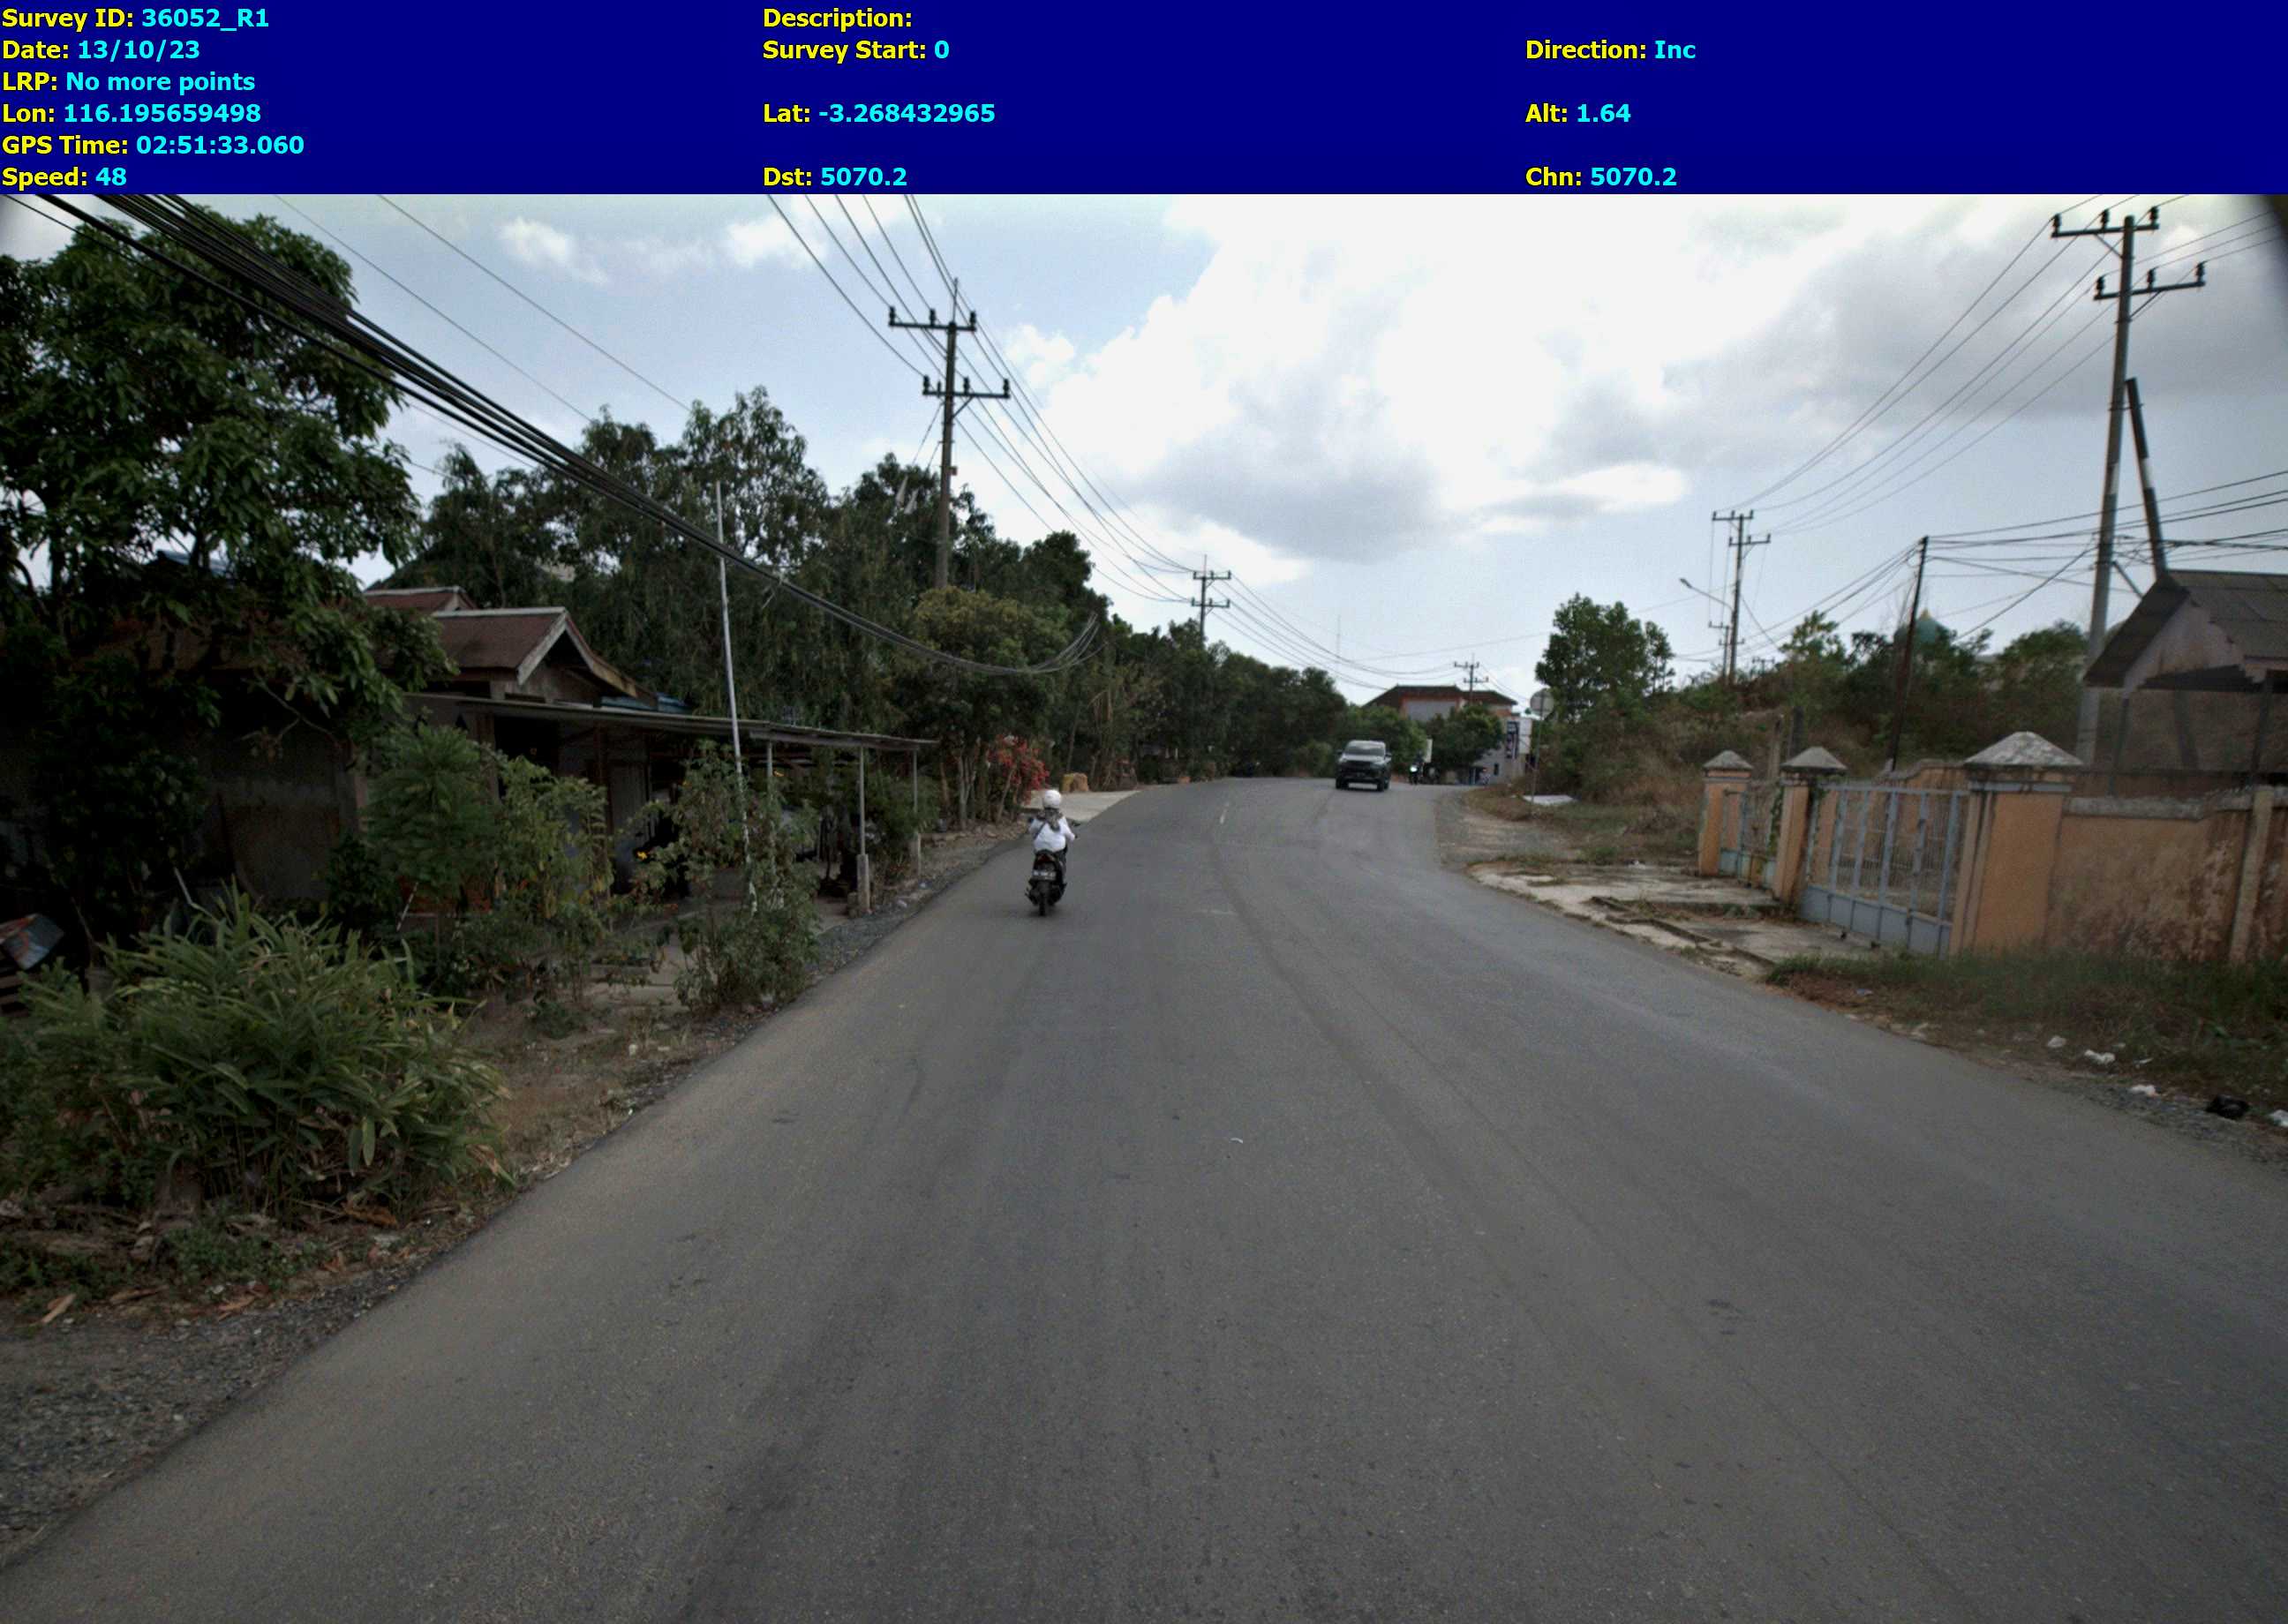 Survey ID: 36052_R1
Description:
Date: 13/10/23
Survey Start: 0
Direction: Inc
LRP: No more points
Lon: 116.195659498
Lat: -3.268432965
Alt: 1.64
GPS Time: 02:51:33.060
Speed: 48
Dst: 5070.2
Chn: 5070.2